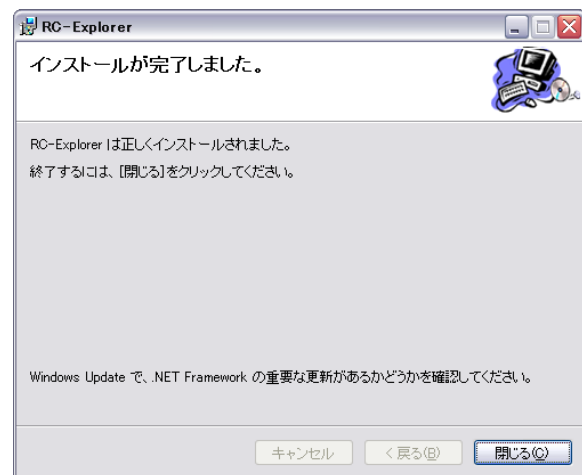 RC-Explorer
インストールが完了しました。
RC-Explorer は正しくインストールされました。
終了するには、[閉じる]をクリックしてください。
Windows Update で、.NET Framework の重要な更新があるかどうかを確認してください。
キャンセル
< 戻る(B)
閉じる(C)